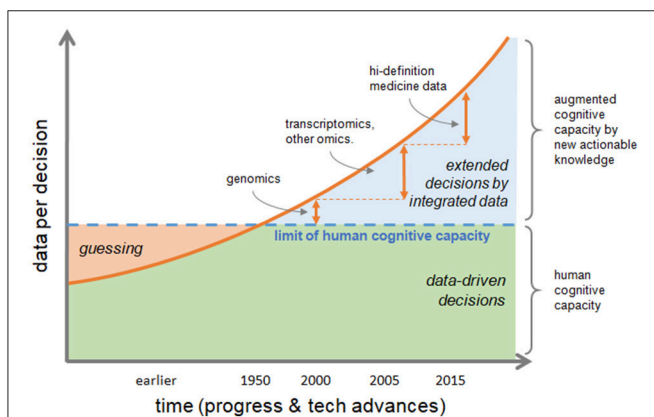 hi-definition
medicine data
transcriptomics,
other omics.
genomics
extended decisions by
integrated data
limit of human cognitive capacity
guessing
data-driven
decisions
augmented
cognitive
capacity by
new actionable
knowledge
human
cognitive
capacity
data per decision
earlier 1950 2000 2005 2015
time (progress & tech advances)